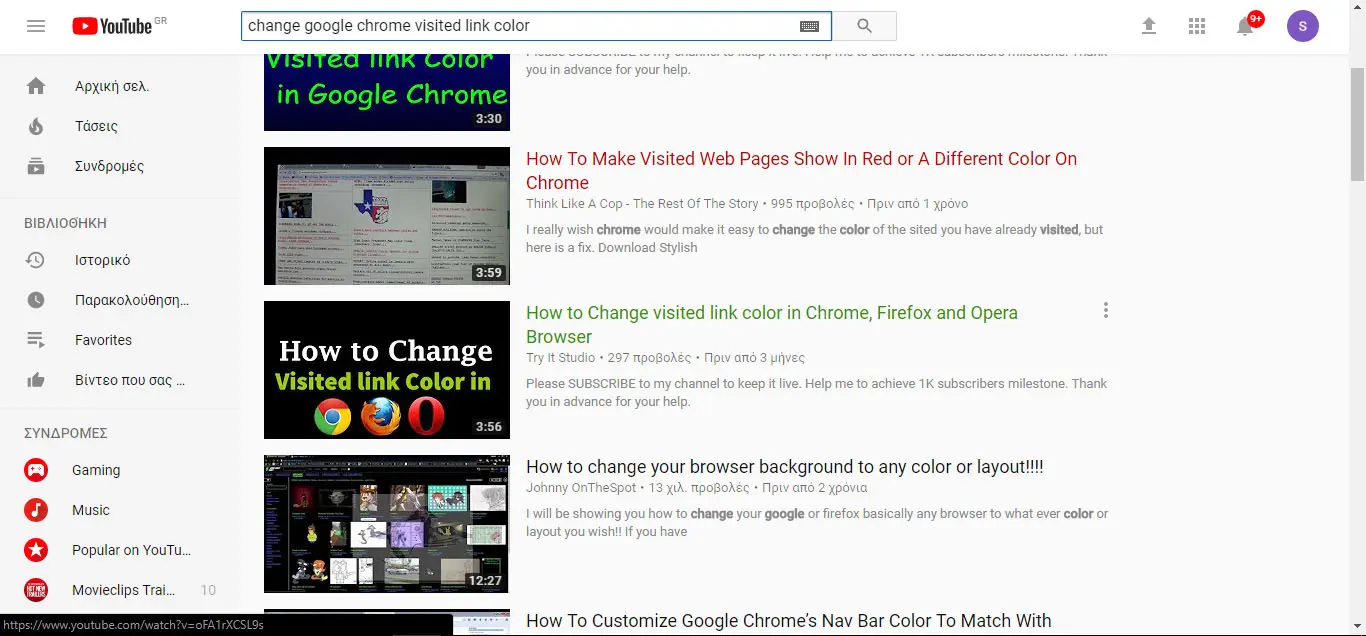 YouTube GR
change google chrome visited link color
9+
S
Αρχική σελ.
Τάσεις
Συνδρομές
ΒΙΒΛΙΟΘΉΚΗ
Ιστορικό
Παρακολούθηση...
Favorites
Βίντεο που σας ...
ΣΥΝΔΡΟΜΈΣ
Gaming
Music
Popular on YouTu...
Movieclips Trai... 10
https://www.youtube.com/watch?v=oFA1rXCSL9s
Visited link Color
in Google Chrome
3:30
Please SUBSCRIBE to my channel to keep it live. Help me to achieve 1K subscribers milestone. Thank
you in advance for your help.
3:59
How To Make Visited Web Pages Show In Red or A Different Color On
Chrome
Think Like A Cop - The Rest Of The Story • 995 προβολές • Πριν από 1 χρόνο
I really wish chrome would make it easy to change the color of the sited you have already visited, but
here is a fix. Download Stylish
How to Change
Visited link Color in
3:56
How to Change visited link color in Chrome, Firefox and Opera
Browser
Try It Studio • 297 προβολές • Πριν από 3 μήνες
Please SUBSCRIBE to my channel to keep it live. Help me to achieve 1K subscribers milestone. Thank
you in advance for your help.
12:27
How to change your browser background to any color or layout!!!!
Johnny OnTheSpot • 13 χιλ. προβολές • Πριν από 2 χρόνια
I will be showing you how to change your google or firefox basically any browser to what ever color or
layout you wish!! If you have
How To Customize Google Chrome's Nav Bar Color To Match With